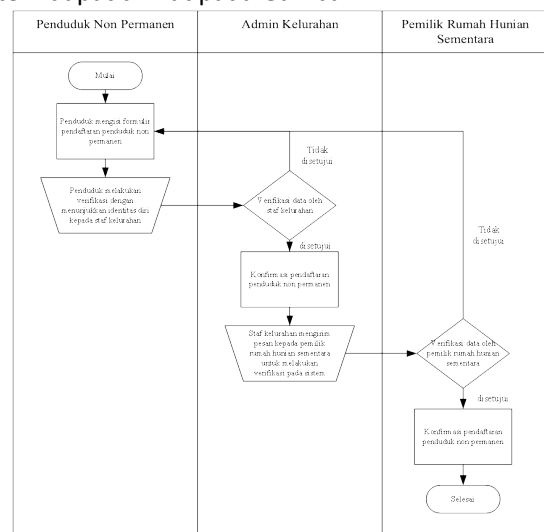 Penduduk Non Permanen
Admin Kelurahan
Pemilik Rumah Hunian
Sementara
Mulai
Penduduk mengisi formulir
pendaftaran penduduk non
permanen
Penduduk melakukan
verifikasi dengan
menunjukkan identitas diri
kepada staf kelurahan
Tidak
disetujui
Verifikasi data oleh
staf kelurahan
disetujui
Konfirmasi pendaftaran
penduduk non permanen
Staf kelurahan mengirim
pesan kepada pemilik
rumah hunian sementara
untuk melakukan
verifikasi pada sistem
Tidak
disetujui
Verifikasi data oleh
pemilik rumah hunian
sementara
disetujui
Konfirmasi pendaftaran
penduduk non permanen
Selesai